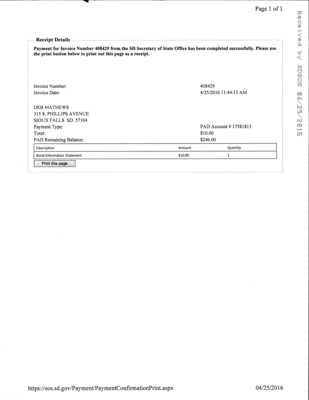 Page 1 of 1
Receipt Details
Payment for Invoice Number 408429 from the SD Secretary of State Office has been completed successfully. Please use
the print button below to print out this page as a receipt.
Invoice Number: 408429
Invoice Date: 4/25/2016 11:44:13 AM
DEB MATHEWS
315 S. PHILLIPS AVENUE
SIOUX FALLS SD 57104
Payment Type: PAD Account # 17581813
Total: $10.00
PAD Remaining Balance: $246.00
Description Amount Quantity
Bond Information Statement $10.00 1
Print this page
https://sos.sd.gov/Payment/PaymentConfirmationPrint.aspx 04/25/2016
Received by SDSOS 04/25/2016